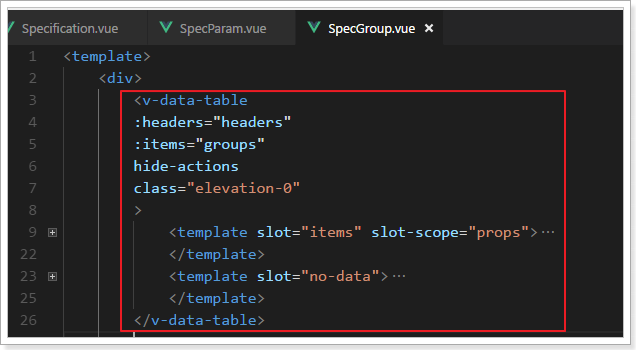 Specification.vue SpecParam.vue SpecGroup.vue ×
1 <template>
2 <div>
3 <v-data-table
4 :headers="headers"
5 :items="groups"
6 hide-actions
7 class="elevation-0"
8 >
9 <template slot="items" slot-scope="props">⋯
22 </template>
23 <template slot="no-data">⋯
25 </template>
26 </v-data-table>